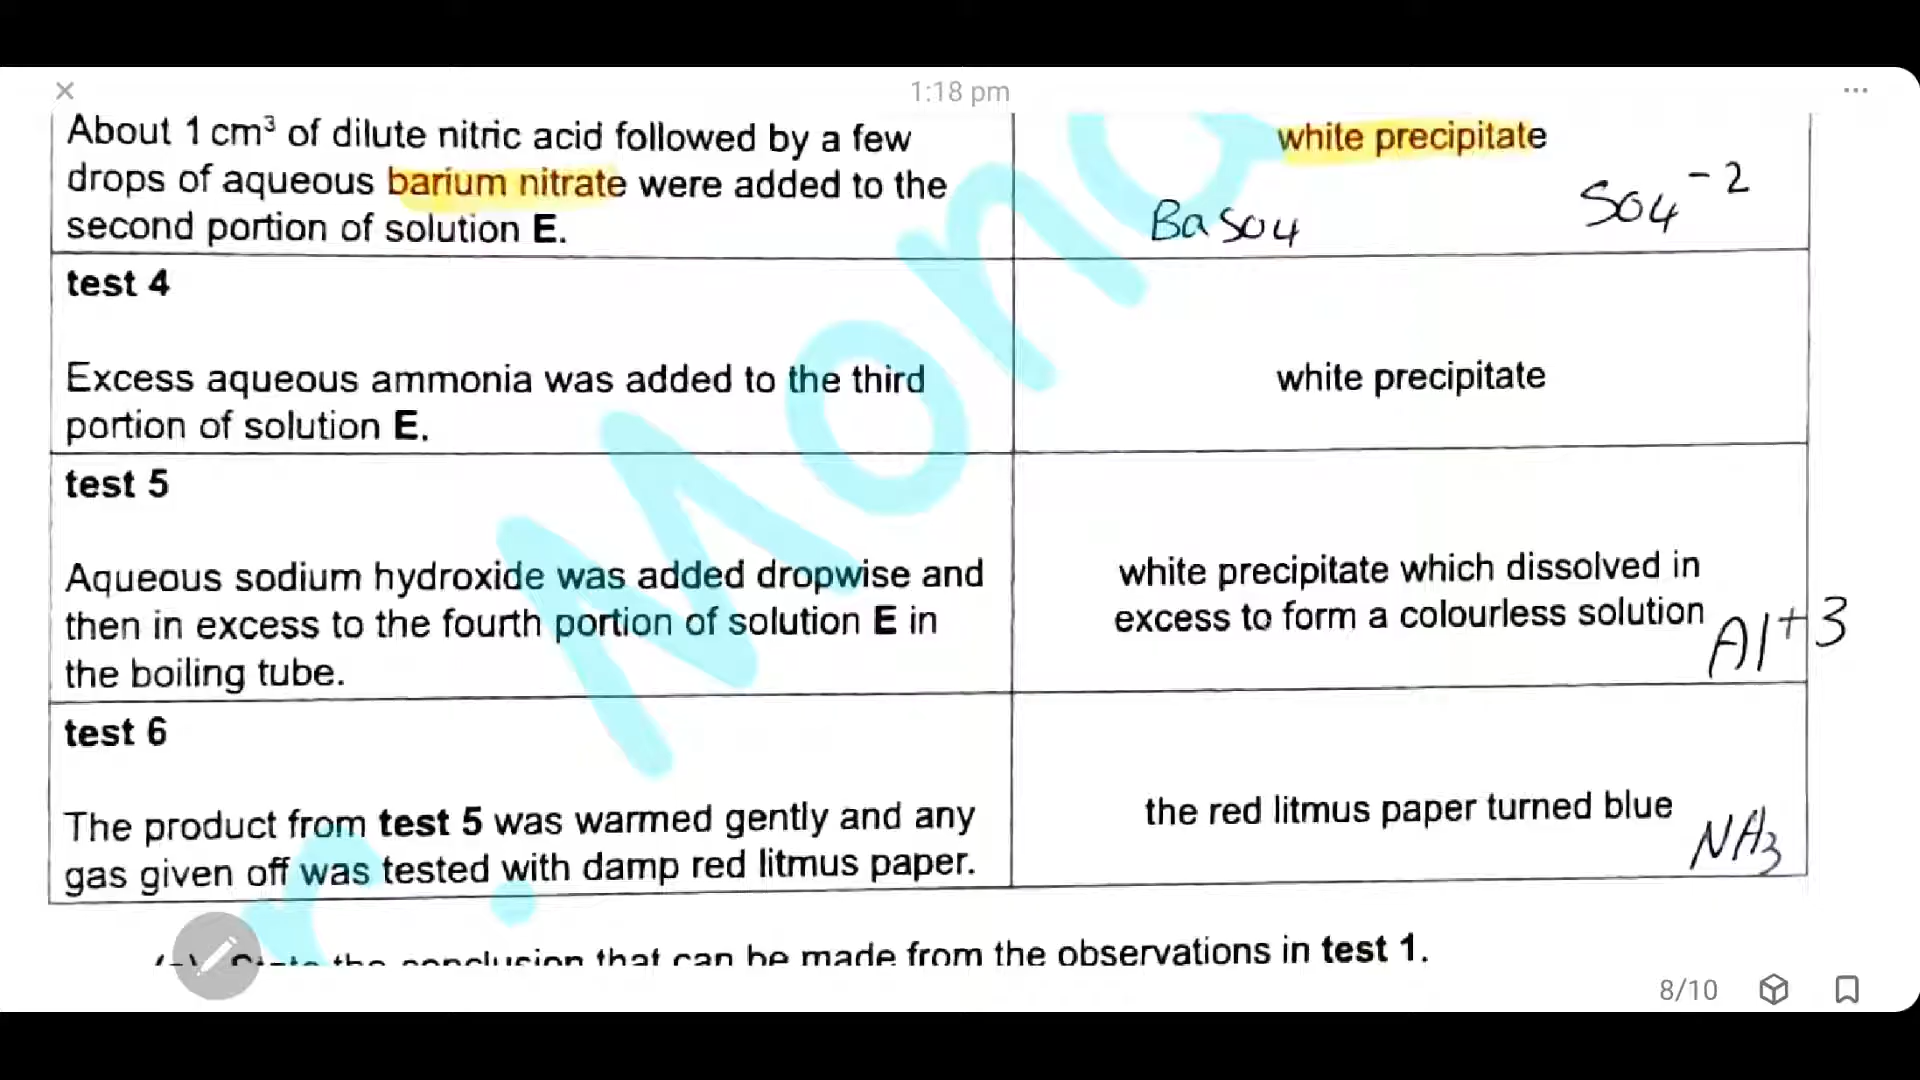 1:18 pm
About 1 cm³ of dilute nitric acid followed by a few
drops of aqueous barium nitrate were added to the
second portion of solution E.
white precipitate
BaSO4
SO4 -2
test 4
Excess aqueous ammonia was added to the third
portion of solution E.
white precipitate
test 5
Aqueous sodium hydroxide was added dropwise and
then in excess to the fourth portion of solution E in
the boiling tube.
white precipitate which dissolved in
excess to form a colourless solution
Al+3
test 6
The product from test 5 was warmed gently and any
gas given off was tested with damp red litmus paper.
the red litmus paper turned blue
NH3
r. Mona
the conclusion that can be made from the observations in test 1.
8/10